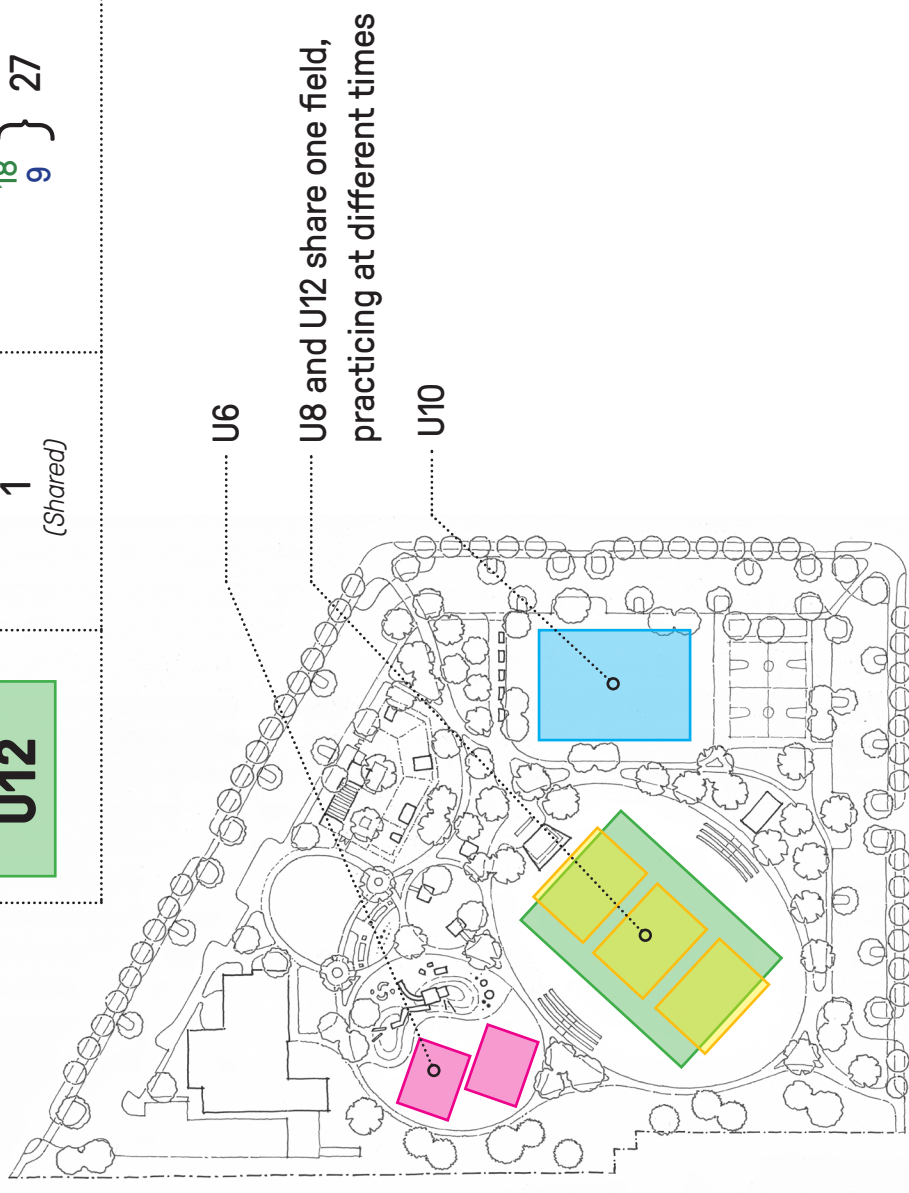 U12
1
(Shared)
18
9
27
U6
U8 and U12 share one field,
practicing at different times
U10